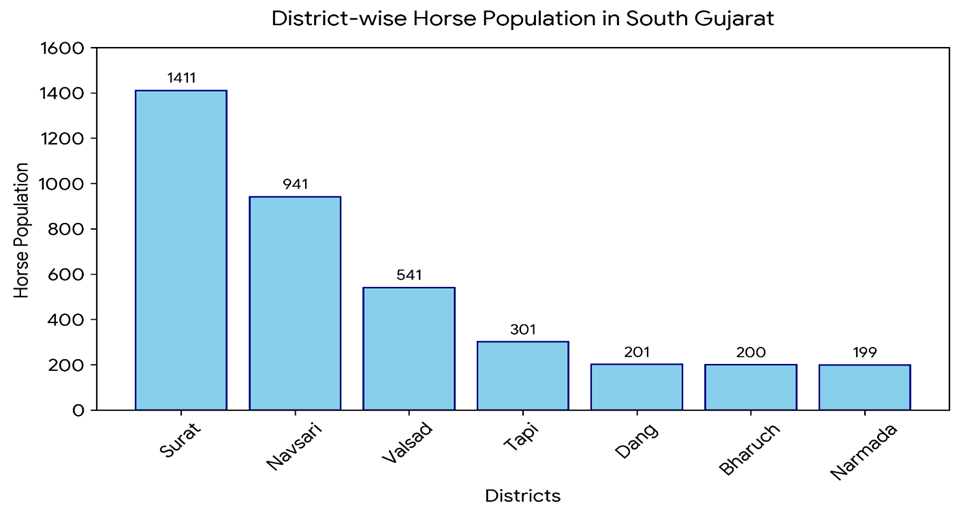 District-wise Horse Population in South Gujarat
Horse Population
1600
1400
1200
1000
800
600
400
200
0
1411
941
541
301
201
200
199
Surat
Navsari
Valsad
Tapi
Dang
Bharuch
Narmada
Districts